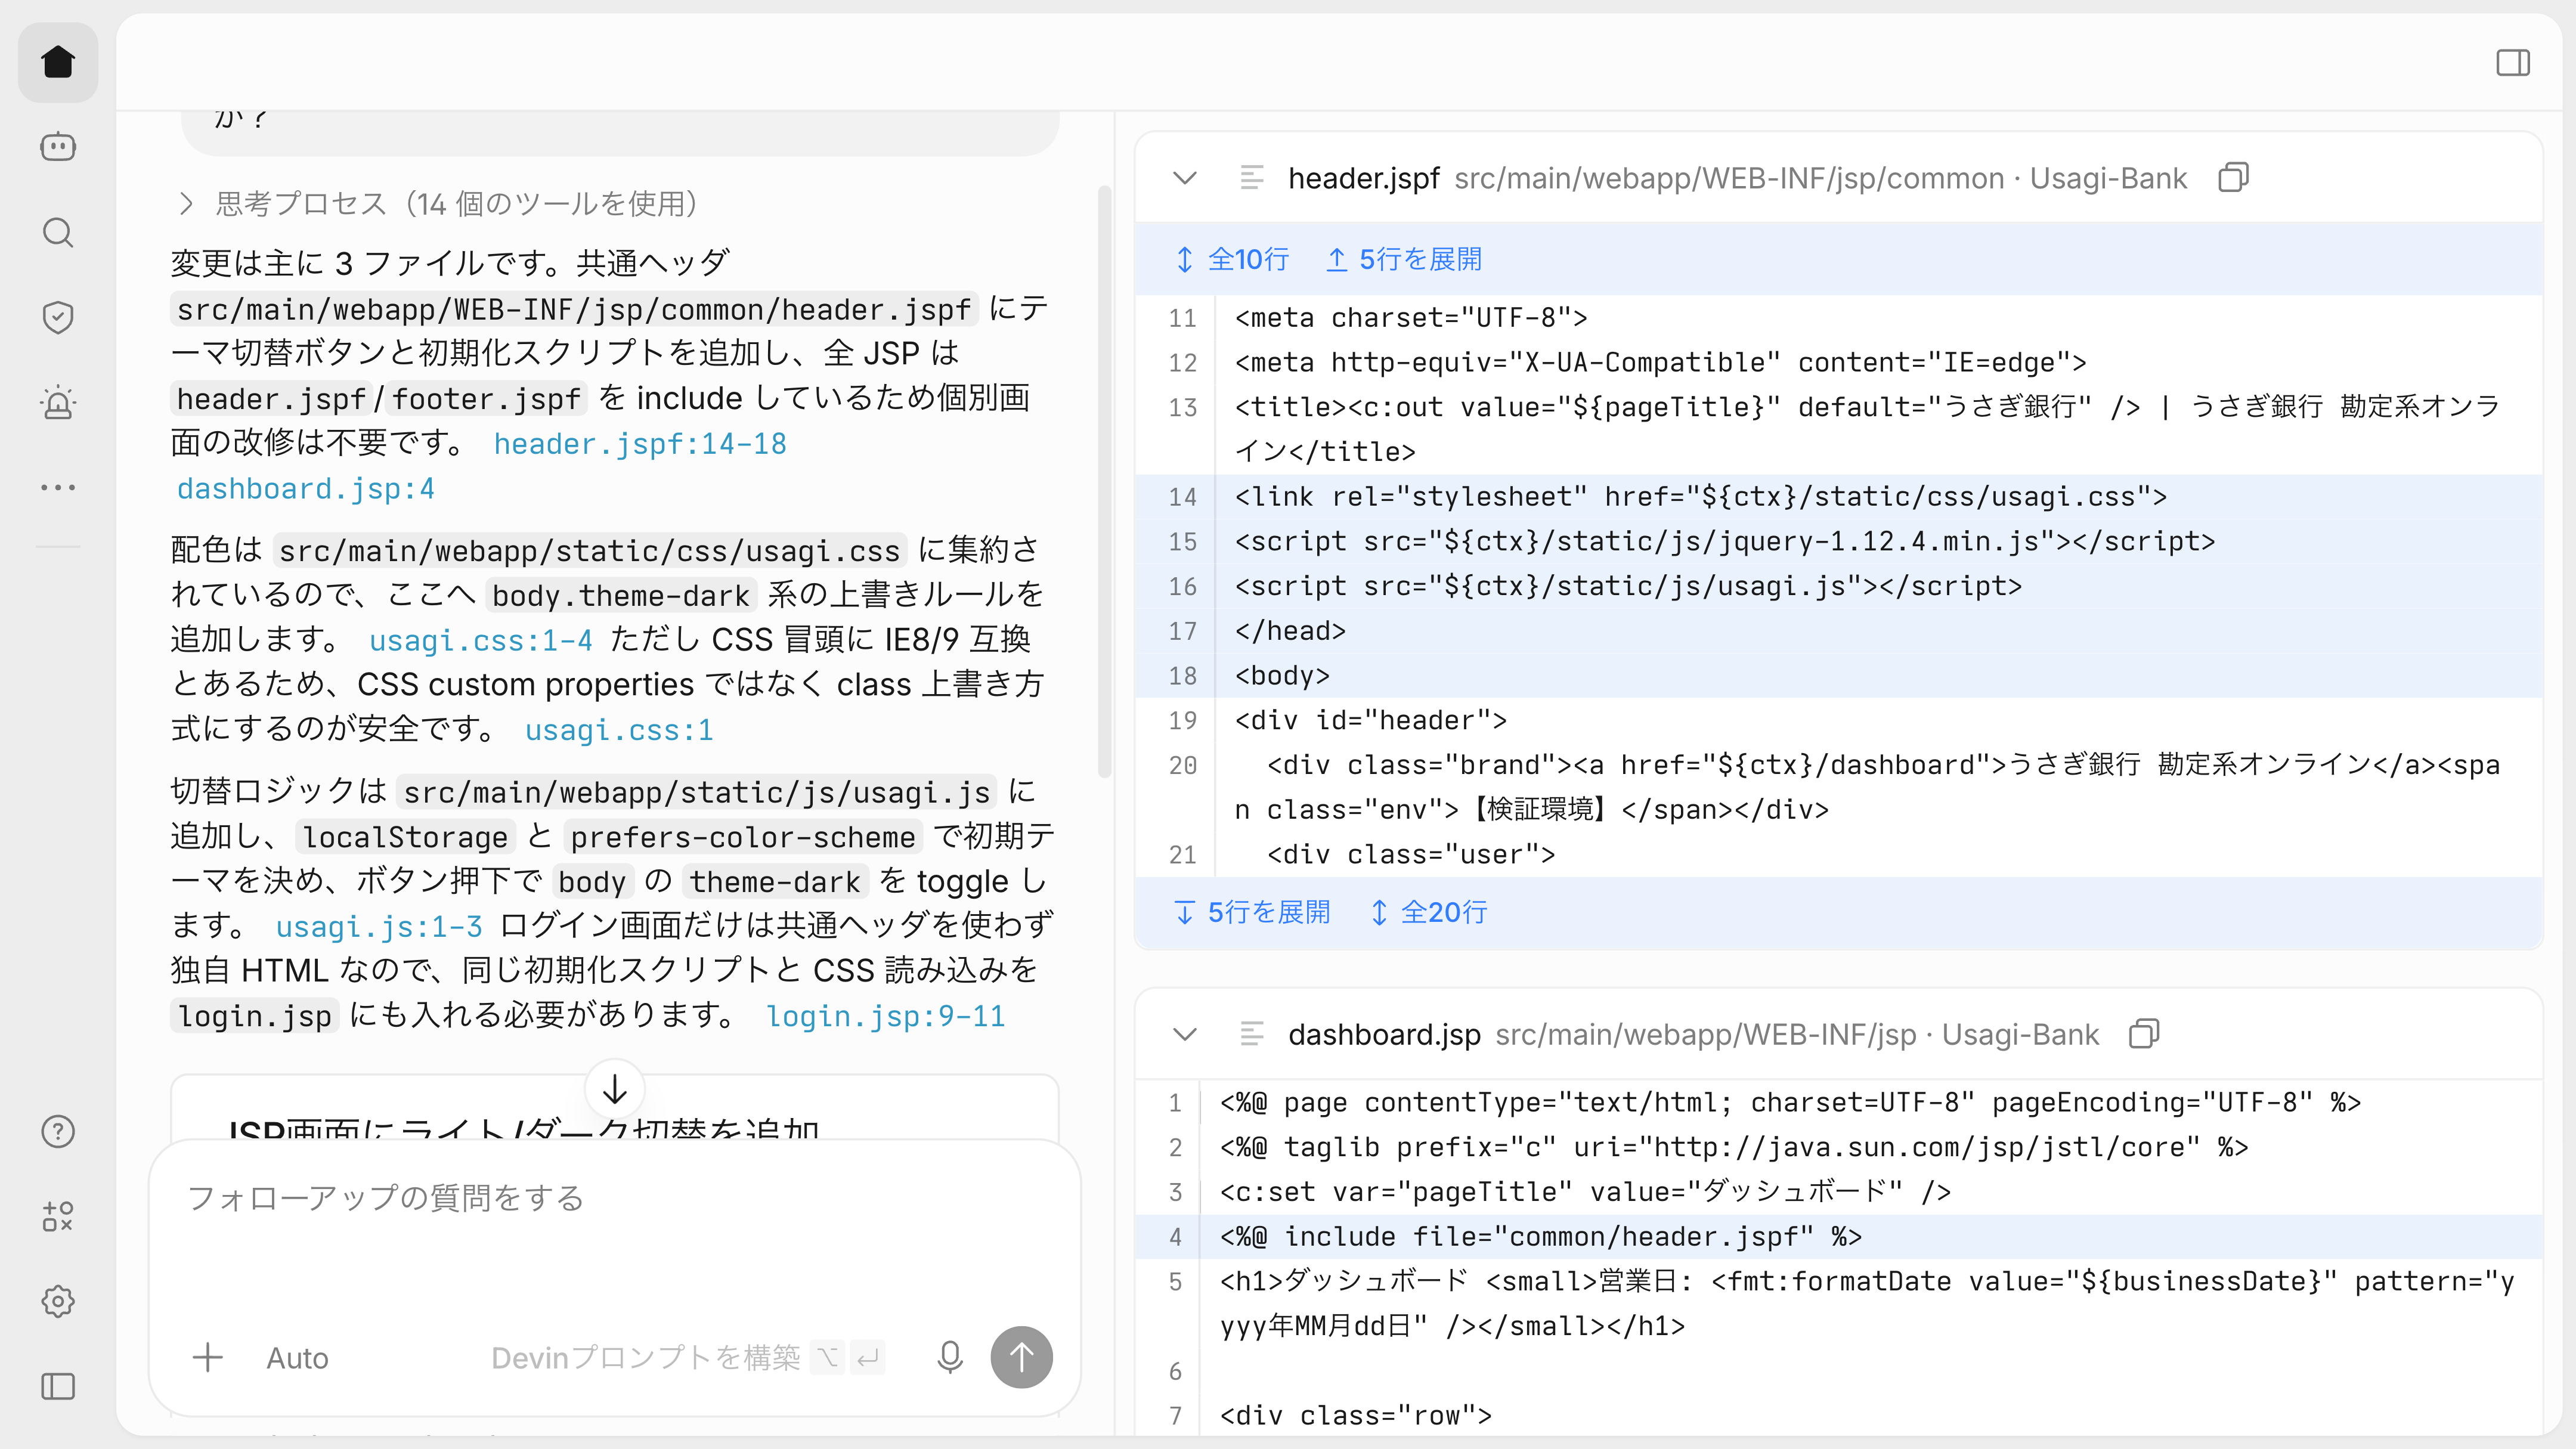 か？
思考プロセス（14 個のツールを使用）
変更は主に 3 ファイルです。共通ヘッダ
src/main/webapp/WEB-INF/jsp/common/header.jspf にテ
ーマ切替ボタンと初期化スクリプトを追加し、全 JSP は
header.jspf/footer.jspf を include しているため個別画
面の改修は不要です。 header.jspf:14-18
dashboard.jsp:4
配色は src/main/webapp/static/css/usagi.css に集約さ
れているので、ここへ body.theme-dark 系の上書きルールを
追加します。 usagi.css:1-4 ただし CSS 冒頭に IE8/9 互換
とあるため、CSS custom properties ではなく class 上書き方
式にするのが安全です。 usagi.css:1
切替ロジックは src/main/webapp/static/js/usagi.js に
追加し、localStorage と prefers-color-scheme で初期テ
ーマを決め、ボタン押下で body の theme-dark を toggle し
ます。 usagi.js:1-3 ログイン画面だけは共通ヘッダを使わず
独自 HTML なので、同じ初期化スクリプトと CSS 読み込みを
login.jsp にも入れる必要があります。 login.jsp:9-11
JSP画面にライト/ダーク切替を追加
フォローアップの質問をする
Auto
Devinプロンプトを構築 ⌥ ↵
header.jspf src/main/webapp/WEB-INF/jsp/common · Usagi-Bank
全10行 5行を展開
11 <meta charset="UTF-8">
12 <meta http-equiv="X-UA-Compatible" content="IE=edge">
13 <title><c:out value="${pageTitle}" default="うさぎ銀行" /> | うさぎ銀行 勘定系オンラ
イン</title>
14 <link rel="stylesheet" href="${ctx}/static/css/usagi.css">
15 <script src="${ctx}/static/js/jquery-1.12.4.min.js"></script>
16 <script src="${ctx}/static/js/usagi.js"></script>
17 </head>
18 <body>
19 <div id="header">
20   <div class="brand"><a href="${ctx}/dashboard">うさぎ銀行 勘定系オンライン</a><spa
n class="env">【検証環境】</span></div>
21   <div class="user">
5行を展開 全20行
dashboard.jsp src/main/webapp/WEB-INF/jsp · Usagi-Bank
1 <%@ page contentType="text/html; charset=UTF-8" pageEncoding="UTF-8" %>
2 <%@ taglib prefix="c" uri="http://java.sun.com/jsp/jstl/core" %>
3 <c:set var="pageTitle" value="ダッシュボード" />
4 <%@ include file="common/header.jspf" %>
5 <h1>ダッシュボード <small>営業日: <fmt:formatDate value="${businessDate}" pattern="y
yyy年MM月dd日" /></small></h1>
6
7 <div class="row">